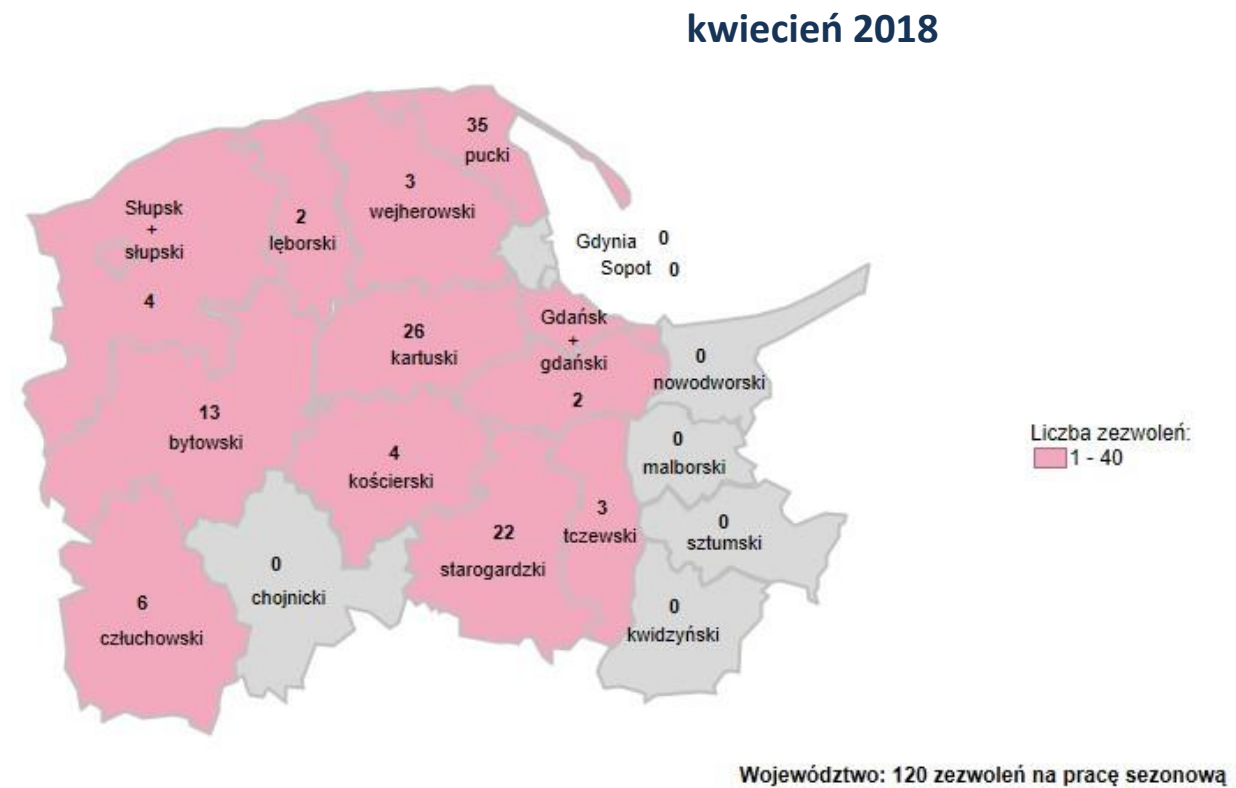 kwiecień 2018
35
pucki
3
wejherowski
Słupsk
+
słupski
4
2
lęborski
Gdynia 0
Sopot 0
26
kartuski
Gdańsk
+
gdański
2
0
nowodworski
13
bytowski
4
kościerski
0
malborski
Liczba zezwoleń:
1 - 40
22
starogardzki
3
tczewski
0
sztumski
0
chojnicki
6
człuchowski
0
kwidzyński
Województwo: 120 zezwoleń na pracę sezonową